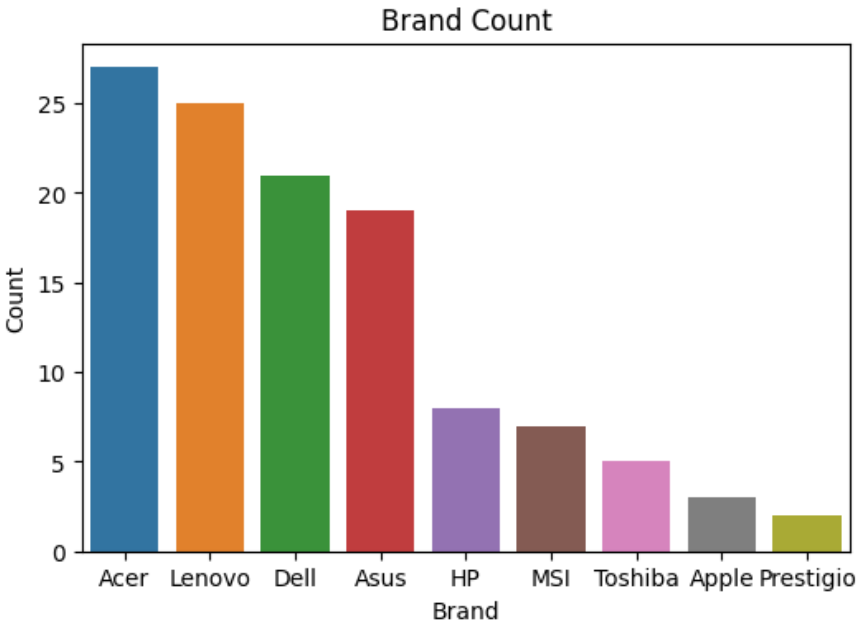 Brand Count
Count
25
20
15
10
5
0
Acer Lenovo Dell Asus HP MSI Toshiba Apple Prestigio
Brand